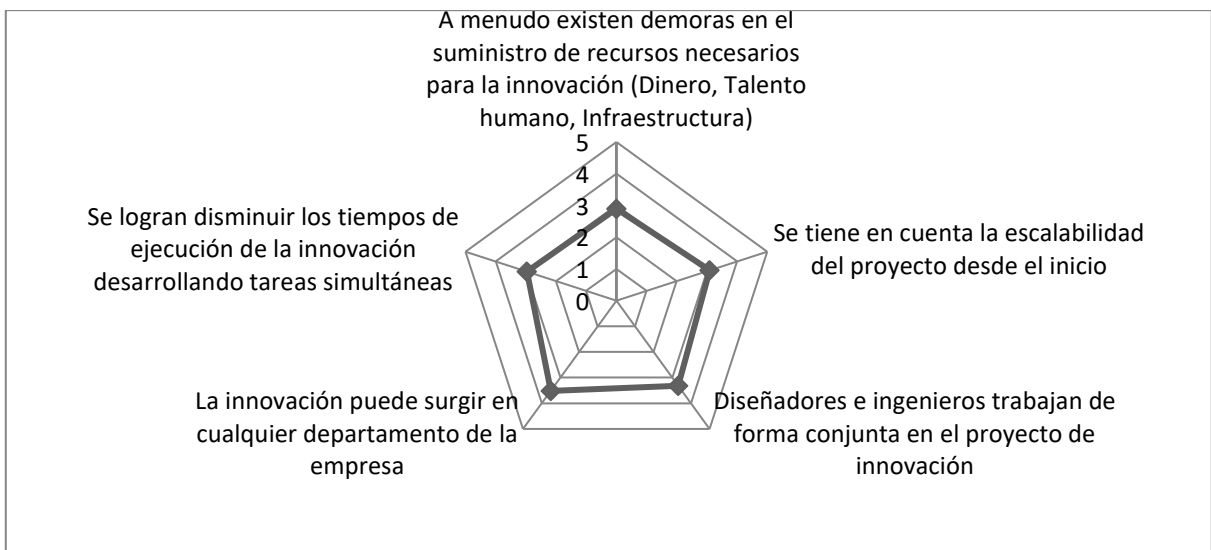 A menudo existen demoras en el
suministro de recursos necesarios
para la innovación (Dinero, Talento
humano, Infraestructura)
5
4
3
2
1
0
Se tiene en cuenta la escalabilidad
del proyecto desde el inicio
Diseñadores e ingenieros trabajan de
forma conjunta en el proyecto de
innovación
La innovación puede surgir en
cualquier departamento de la
empresa
Se logran disminuir los tiempos de
ejecución de la innovación
desarrollando tareas simultáneas